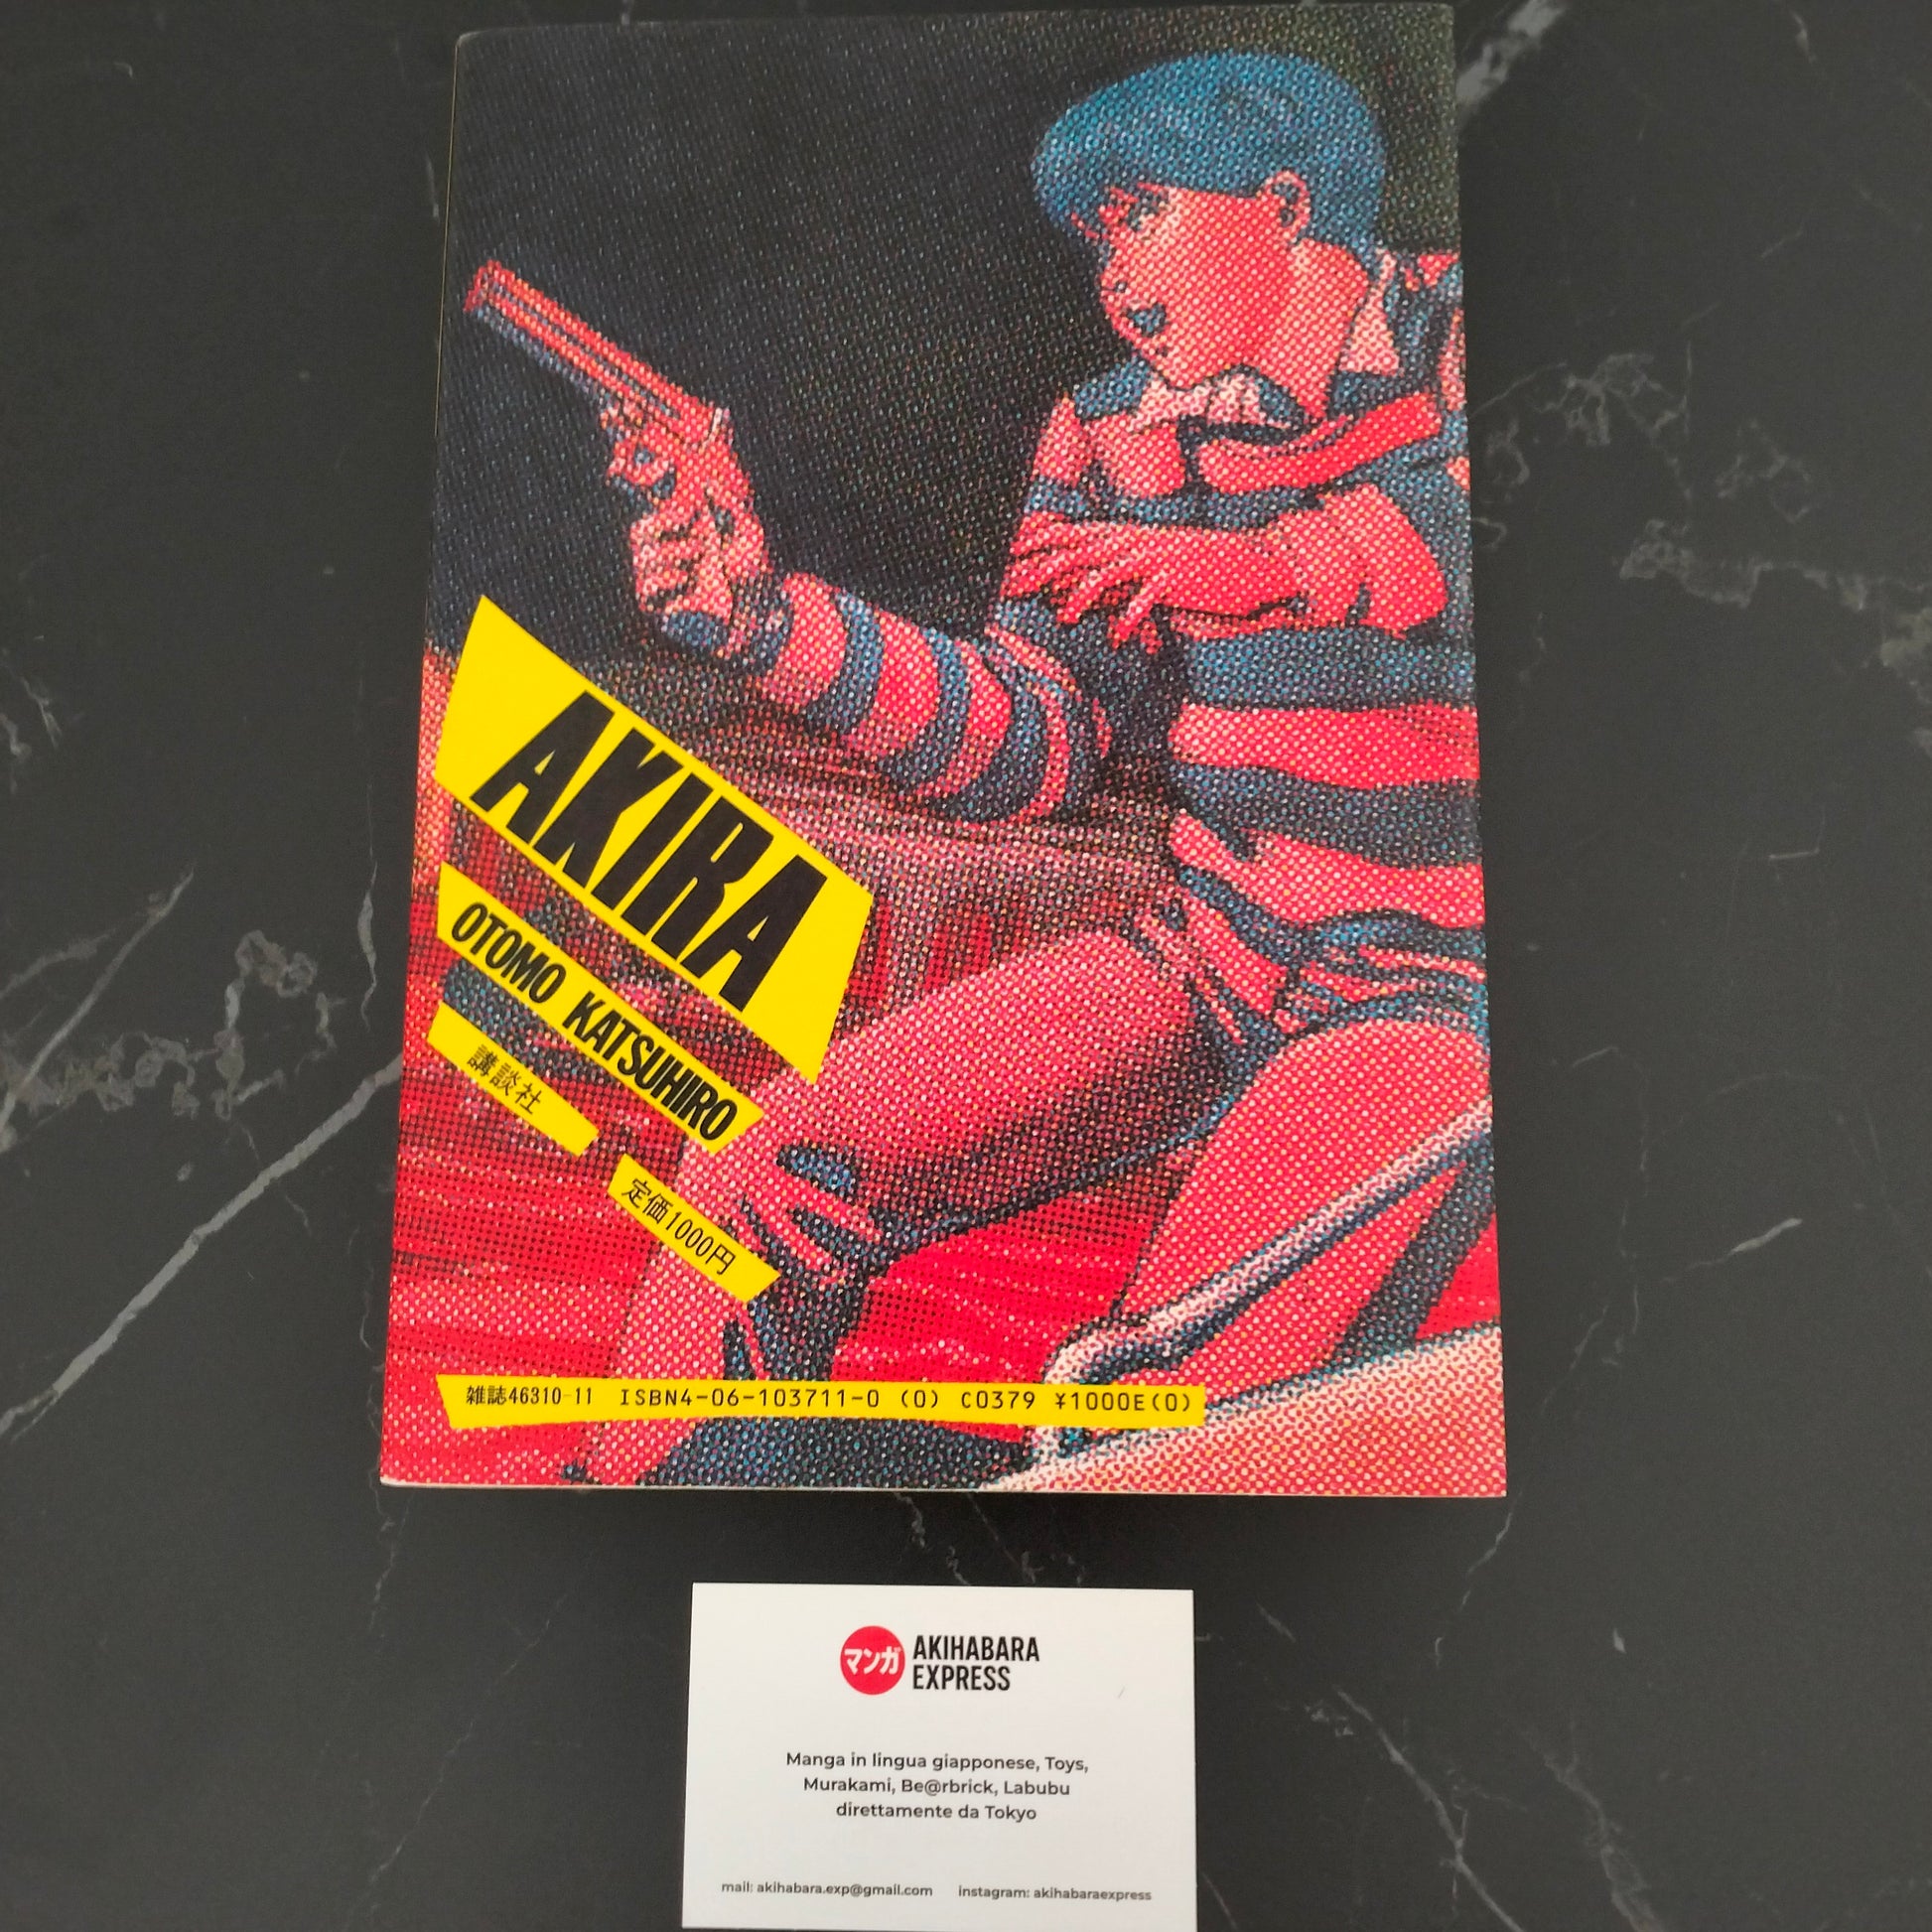 AKIRA
OTOMO KATSUHIRO
講談社
定価1000円
雑誌46310-11 ISBN4-06-103711-0 (0) C0379 ¥1000E(0)
マンガ AKIHABARA
EXPRESS
Manga in lingua giapponese, Toys,
Murakami, Be@rbrick, Labubu
direttamente da Tokyo
mail: akihabara.exp@gmail.com instagram: akihabaraexpress